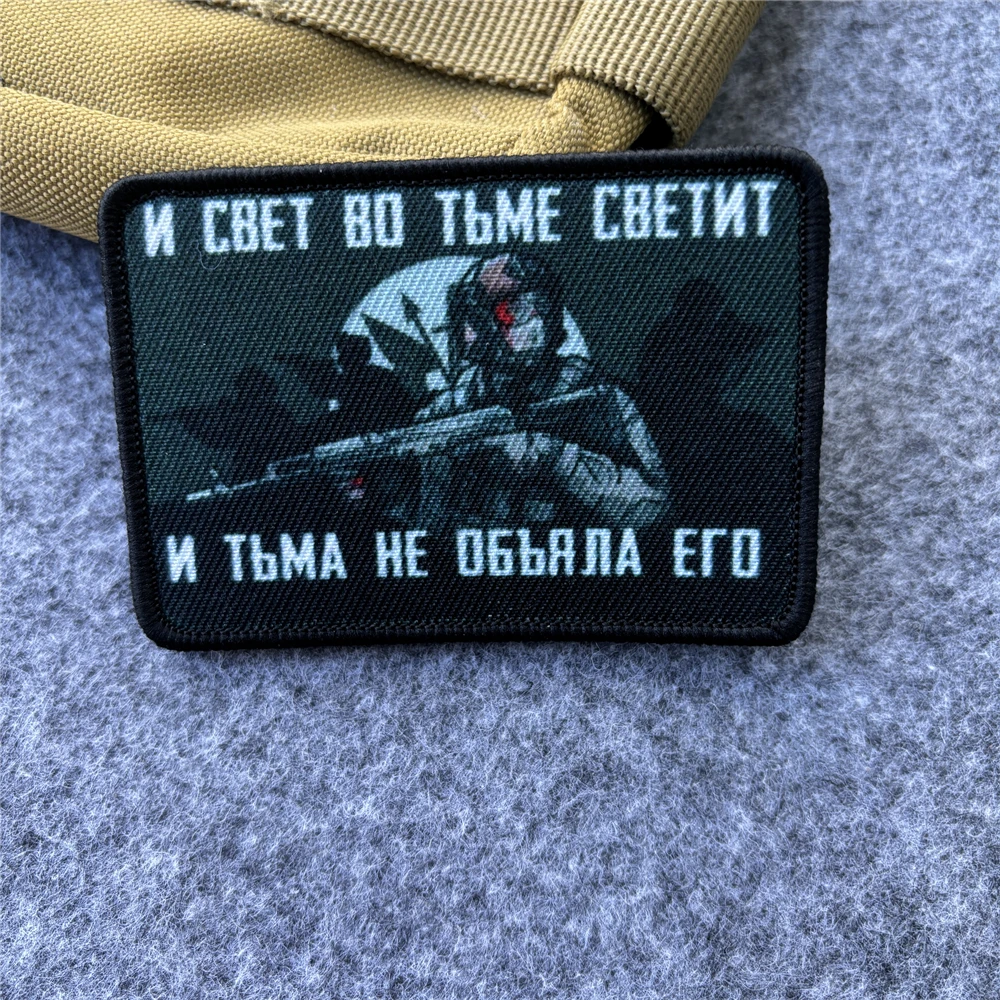 И СВЕТ ВО ТЬМЕ СВЕТИТ
И ТЬМА НЕ ОБЪЯЛА ЕГО